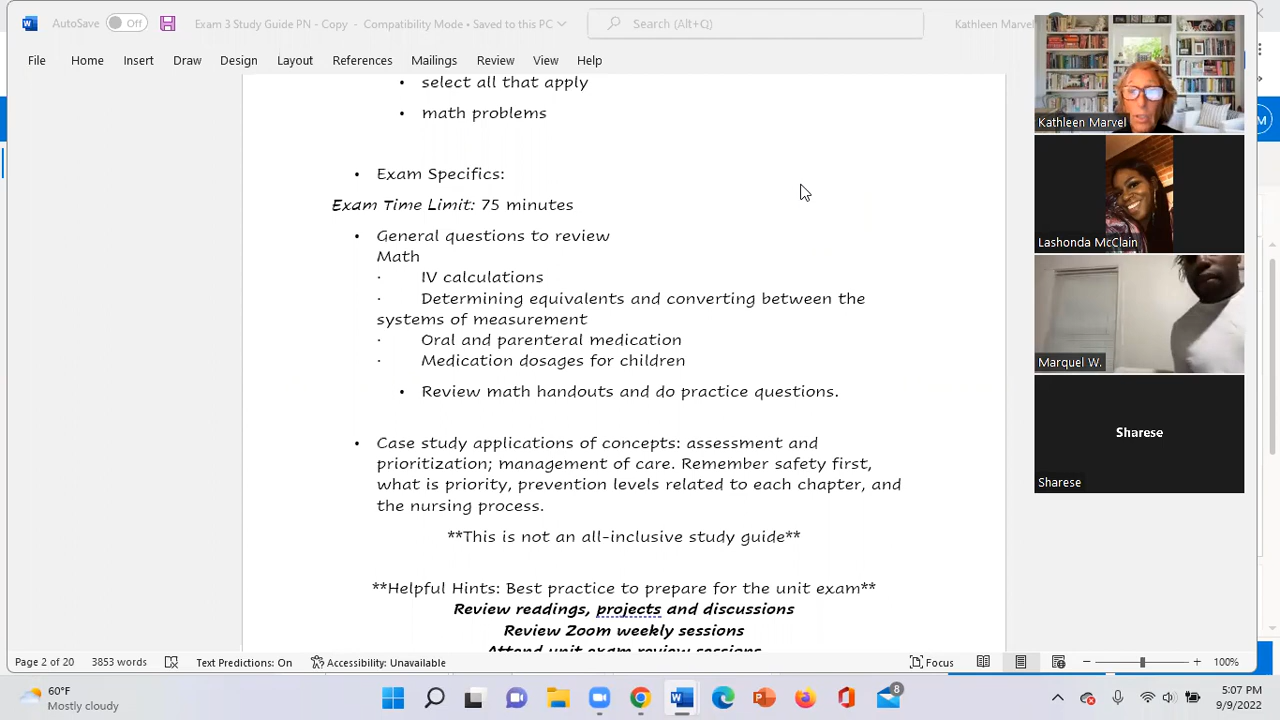 AutoSave Off Exam 3 Study Guide PN - Copy - Compatibility Mode • Saved to this PC Search (Alt+Q) Kathleen Marvel
File Home Insert Draw Design Layout References Mailings Review View Help
• select all that apply
• math problems
• Exam Specifics:
Exam Time Limit: 75 minutes
• General questions to review
Math
· IV calculations
· Determining equivalents and converting between the
systems of measurement
· Oral and parenteral medication
· Medication dosages for children
• Review math handouts and do practice questions.
• Case study applications of concepts: assessment and
prioritization; management of care. Remember safety first,
what is priority, prevention levels related to each chapter, and
the nursing process.
**This is not an all-inclusive study guide**
**Helpful Hints: Best practice to prepare for the unit exam**
Review readings, projects and discussions
Review Zoom weekly sessions
Attend unit exam review sessions
Kathleen Marvel
Lashonda McClain
Marquel W.
Sharese
Sharese
M
Page 2 of 20 3853 words Text Predictions: On Accessibility: Unavailable Focus 100%
60°F
Mostly cloudy
8
5:07 PM
9/9/2022